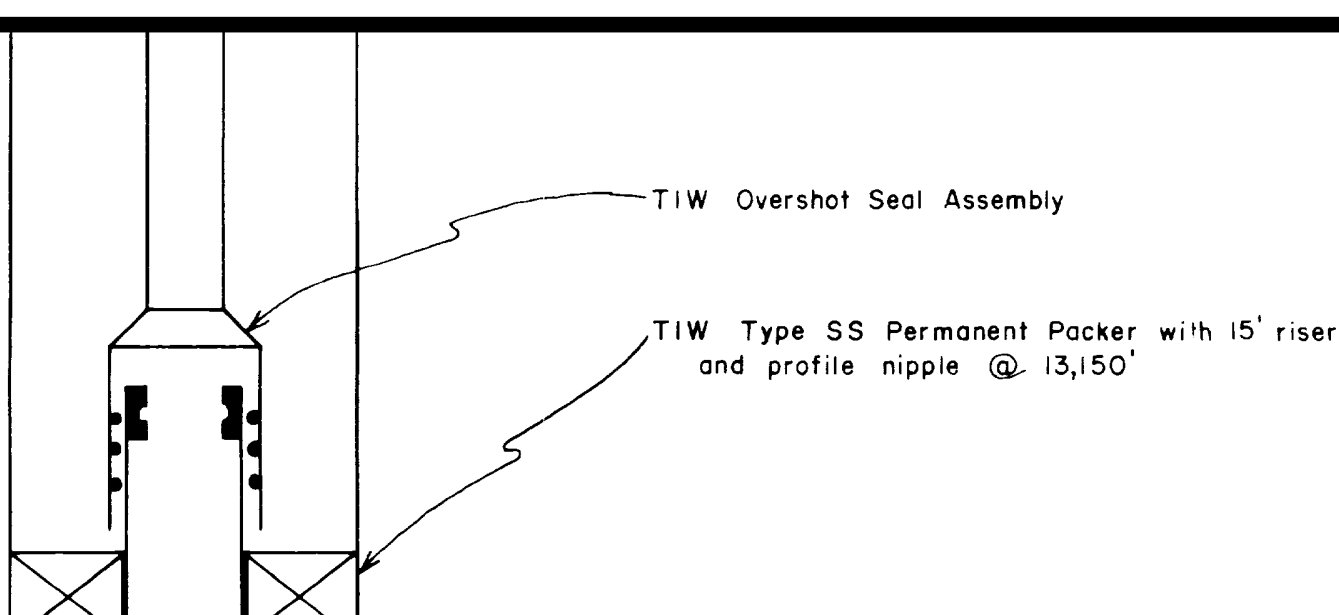 TIW Overshot Seal Assembly
TIW Type SS Permanent Packer with 15' riser
and profile nipple @ 13,150'